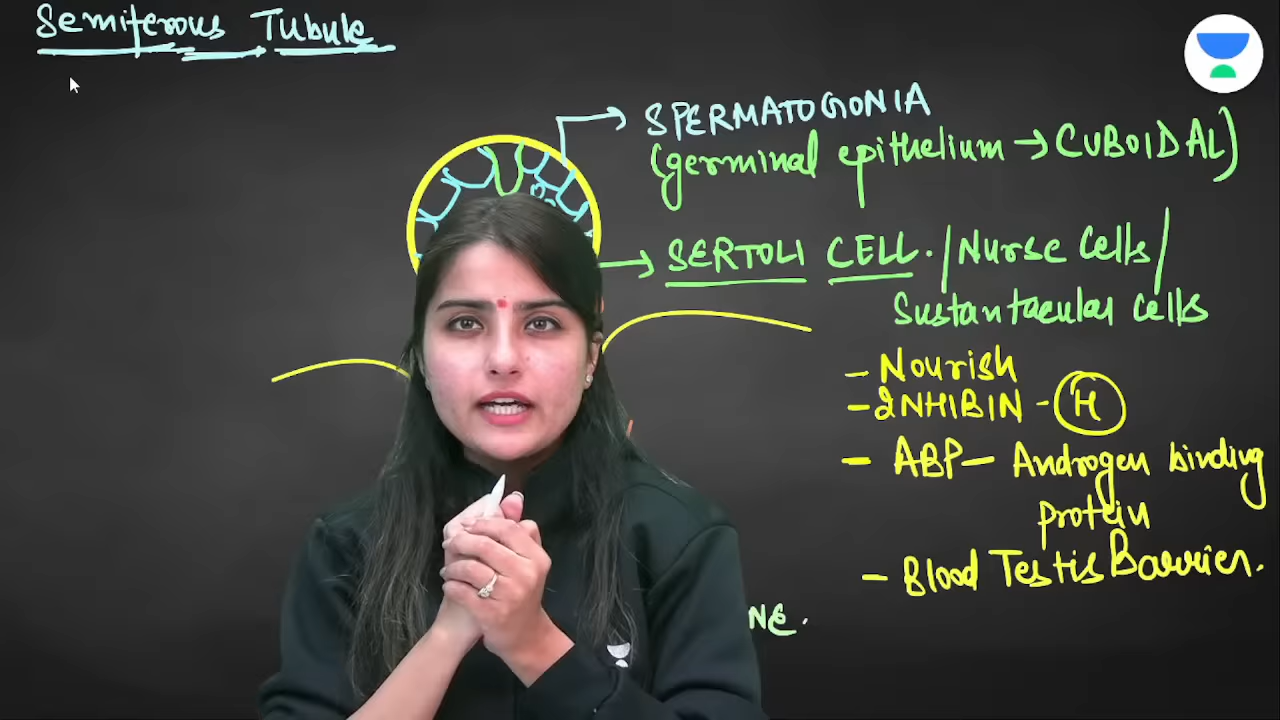 Semiferous Tubule
SPERMATOGONIA
(germinal epithelium → CUBOIDAL)
→ SERTOLI CELL. / Nurse Cells /
Sustantacular cells
- Nourish
- INHIBIN - (H)
- ABP - Androgen binding
protein
- Blood Testis Barrier.
NE.